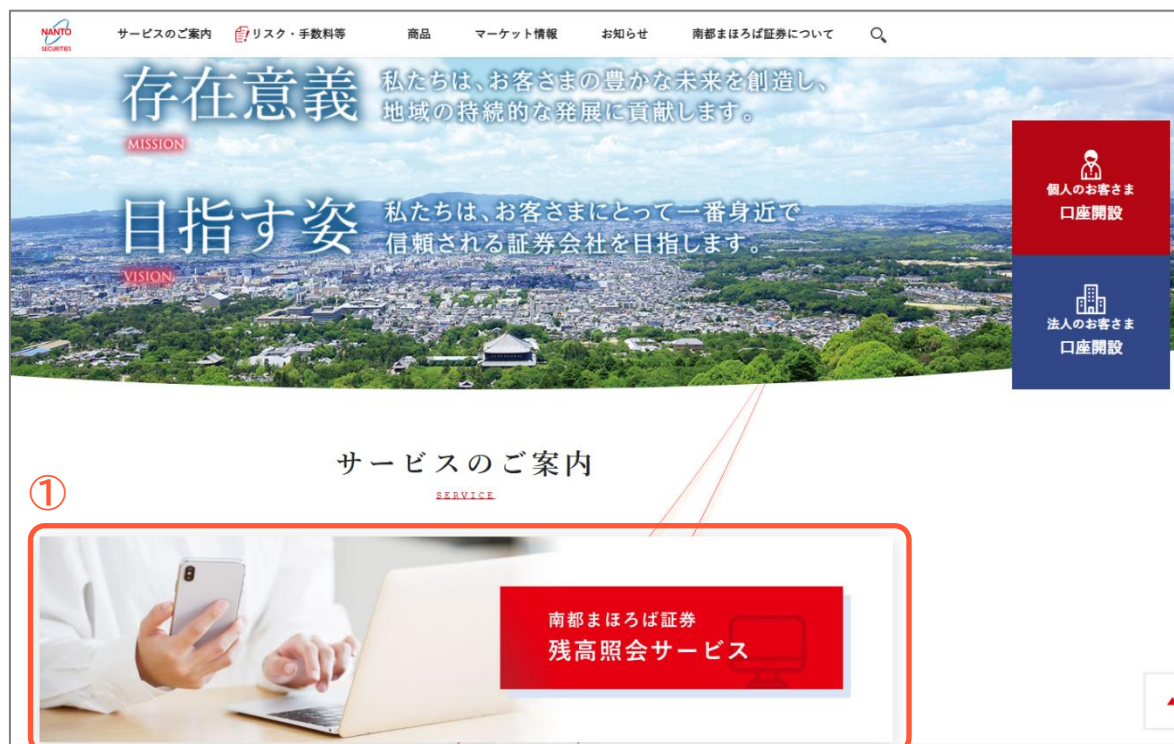 NANTO
SECURITIES
サービスのご案内
リスク・手数料等
商品
マーケット情報
お知らせ
南都まほろば証券について
存在意義
MISSION
私たちは、お客さまの豊かな未来を創造し、
地域の持続的な発展に貢献します。
目指す姿
VISION
私たちは、お客さまにとって一番身近で
信頼される証券会社を目指します。
個人のお客さま
口座開設
法人のお客さま
口座開設
サービスのご案内
SERVICE
①
南都まほろば証券
残高照会サービス